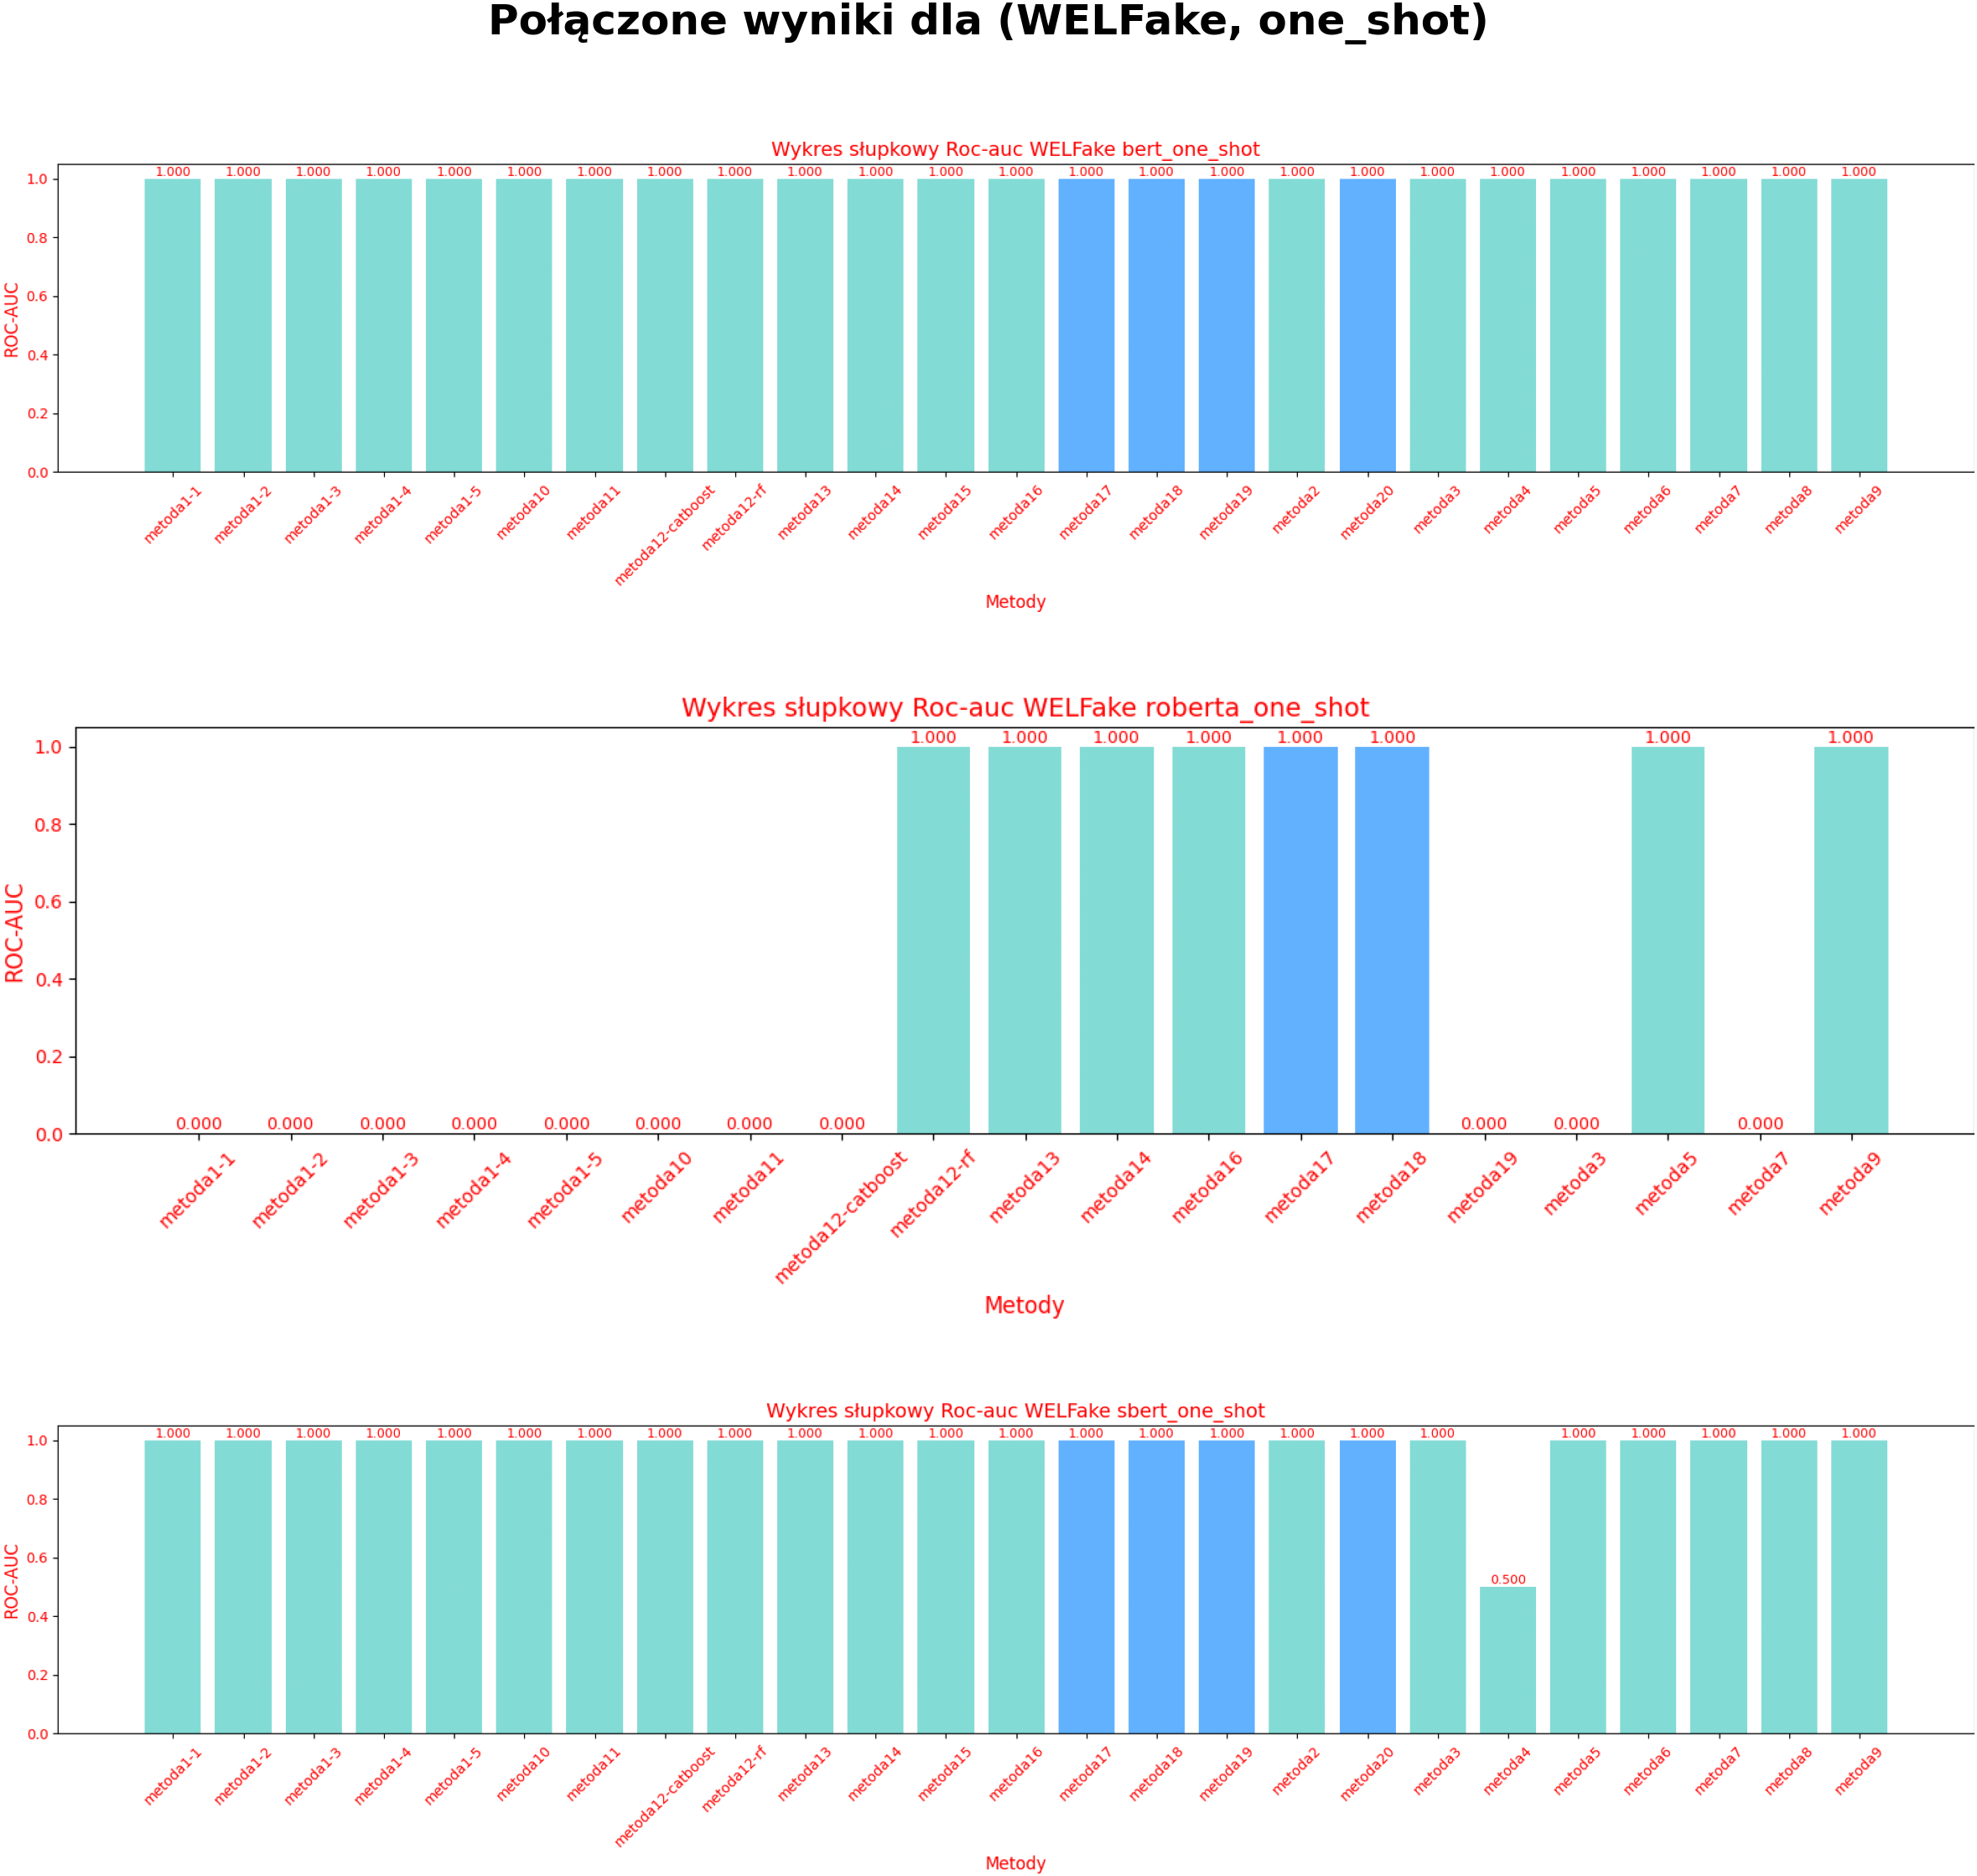 Połączone wyniki dla (WELFake, one_shot)
Wykres słupkowy Roc-auc WELFake bert_one_shot
1.000 1.000 1.000 1.000 1.000 1.000 1.000 1.000 1.000 1.000 1.000 1.000 1.000 1.000 1.000 1.000 1.000 1.000 1.000 1.000 1.000 1.000 1.000 1.000 1.000
1.0
0.8
0.6
0.4
0.2
0.0
ROC-AUC
metoda1-1 metoda1-2 metoda1-3 metoda1-4 metoda1-5 metoda10 metoda11 metoda12-catboost metoda12-rf metoda13 metoda14 metoda15 metoda16 metoda17 metoda18 metoda19 metoda2 metoda20 metoda3 metoda4 metoda5 metoda6 metoda7 metoda8 metoda9
Metody
Wykres słupkowy Roc-auc WELFake roberta_one_shot
1.000 1.000 1.000 1.000 1.000 1.000 1.000 1.000
1.0
0.8
0.6
0.4
0.2
0.0
ROC-AUC
0.000 0.000 0.000 0.000 0.000 0.000 0.000 0.000 0.000 0.000 0.000
metoda1-1 metoda1-2 metoda1-3 metoda1-4 metoda1-5 metoda10 metoda11 metoda12-catboost metoda12-rf metoda13 metoda14 metoda16 metoda17 metoda18 metoda19 metoda3 metoda5 metoda7 metoda9
Metody
Wykres słupkowy Roc-auc WELFake sbert_one_shot
1.000 1.000 1.000 1.000 1.000 1.000 1.000 1.000 1.000 1.000 1.000 1.000 1.000 1.000 1.000 1.000 1.000 1.000 1.000 1.000 1.000 1.000 1.000 1.000
1.0
0.8
0.6
0.4
0.2
0.0
ROC-AUC
0.500
metoda1-1 metoda1-2 metoda1-3 metoda1-4 metoda1-5 metoda10 metoda11 metoda12-catboost metoda12-rf metoda13 metoda14 metoda15 metoda16 metoda17 metoda18 metoda19 metoda2 metoda20 metoda3 metoda4 metoda5 metoda6 metoda7 metoda8 metoda9
Metody